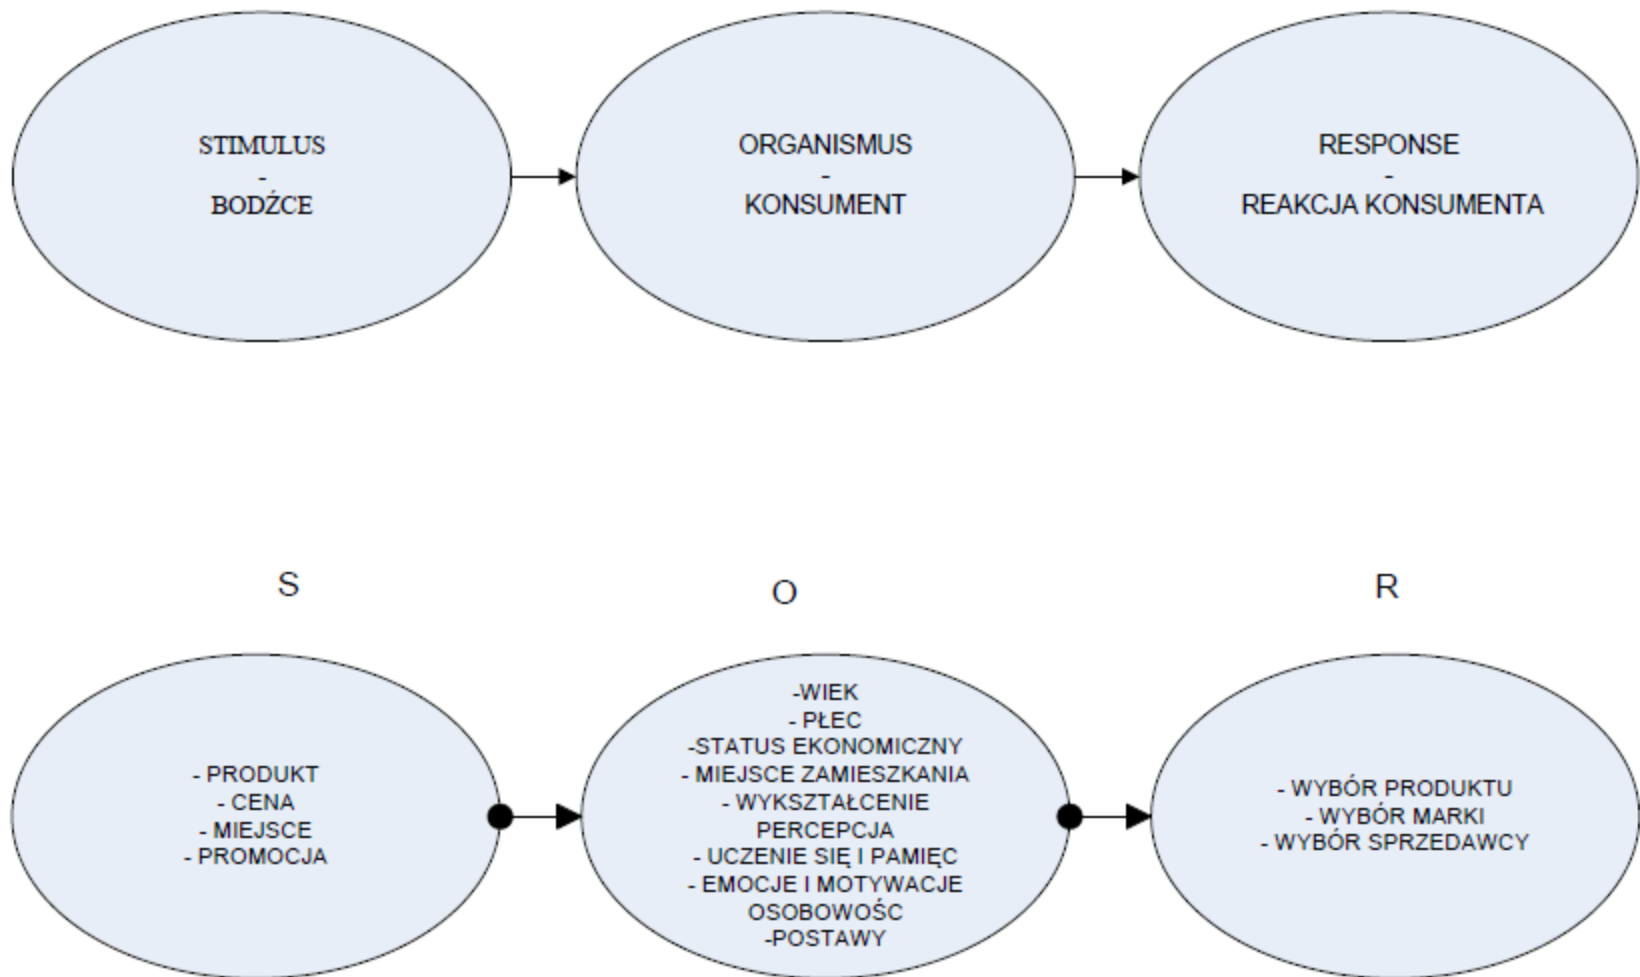 STIMULUS
-
BODŹCE
ORGANISMUS
-
KONSUMENT
RESPONSE
-
REAKCJA KONSUMENTA
S
O
R
- PRODUKT
- CENA
- MIEJSCE
- PROMOCJA
-WIEK
- PŁEC
-STATUS EKONOMICZNY
- MIEJSCE ZAMIESZKANIA
- WYKSZTAŁCENIE
PERCEPCJA
- UCZENIE SIĘ I PAMIĘC
- EMOCJE I MOTYWACJE
OSOBOWOŚC
-POSTAWY
- WYBÓR PRODUKTU
- WYBÓR MARKI
- WYBÓR SPRZEDAWCY